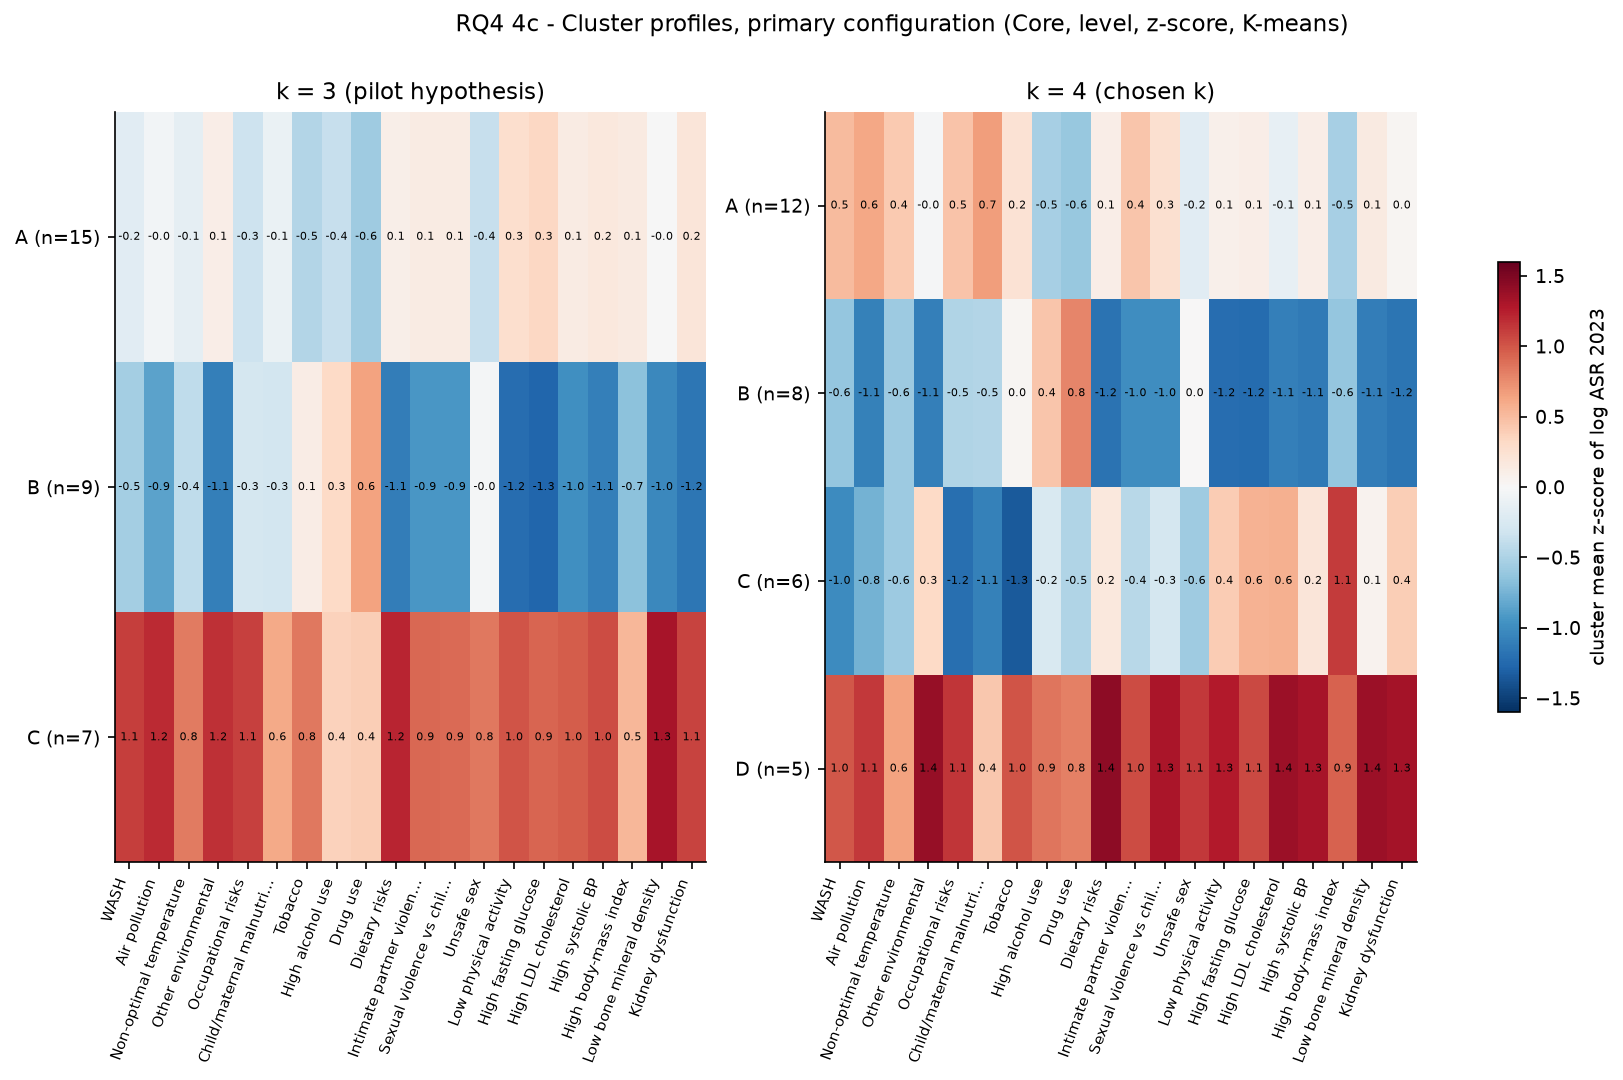 RQ4 4c - Cluster profiles, primary configuration (Core, level, z-score, K-means)
k = 3 (pilot hypothesis)
A (n=15) -0.2 -0.0 -0.1 0.1 -0.3 -0.1 -0.5 -0.4 -0.6 0.1 0.1 0.1 -0.4 0.3 0.3 0.1 0.2 0.1 -0.0 0.2
B (n=9) -0.5 -0.9 -0.4 -1.1 -0.3 -0.3 0.1 0.3 0.6 -1.1 -0.9 -0.9 -0.0 -1.2 -1.3 -1.0 -1.1 -0.7 -1.0 -1.2
C (n=7) 1.1 1.2 0.8 1.2 1.1 0.6 0.8 0.4 0.4 1.2 0.9 0.9 0.8 1.0 0.9 1.0 1.0 0.5 1.3 1.1
WASH
Air pollution
Non-optimal temperature
Other environmental
Occupational risks
Child/maternal malnutri...
Tobacco
High alcohol use
Drug use
Dietary risks
Intimate partner violen...
Sexual violence vs chil...
Unsafe sex
Low physical activity
High fasting glucose
High LDL cholesterol
High systolic BP
High body-mass index
Low bone mineral density
Kidney dysfunction
k = 4 (chosen k)
A (n=12) 0.5 0.6 0.4 -0.0 0.5 0.7 0.2 -0.5 -0.6 0.1 0.4 0.3 -0.2 0.1 0.1 -0.1 0.1 -0.5 0.1 0.0
B (n=8) -0.6 -1.1 -0.6 -1.1 -0.5 -0.5 0.0 0.4 0.8 -1.2 -1.0 -1.0 0.0 -1.2 -1.2 -1.1 -1.1 -0.6 -1.1 -1.2
C (n=6) -1.0 -0.8 -0.6 0.3 -1.2 -1.1 -1.3 -0.2 -0.5 0.2 -0.4 -0.3 -0.6 0.4 0.6 0.6 0.2 1.1 0.1 0.4
D (n=5) 1.0 1.1 0.6 1.4 1.1 0.4 1.0 0.9 0.8 1.4 1.0 1.3 1.1 1.3 1.1 1.4 1.3 0.9 1.4 1.3
WASH
Air pollution
Non-optimal temperature
Other environmental
Occupational risks
Child/maternal malnutri...
Tobacco
High alcohol use
Drug use
Dietary risks
Intimate partner violen...
Sexual violence vs chil...
Unsafe sex
Low physical activity
High fasting glucose
High LDL cholesterol
High systolic BP
High body-mass index
Low bone mineral density
Kidney dysfunction
1.5
1.0
0.5
0.0
−0.5
−1.0
−1.5
cluster mean z-score of log ASR 2023